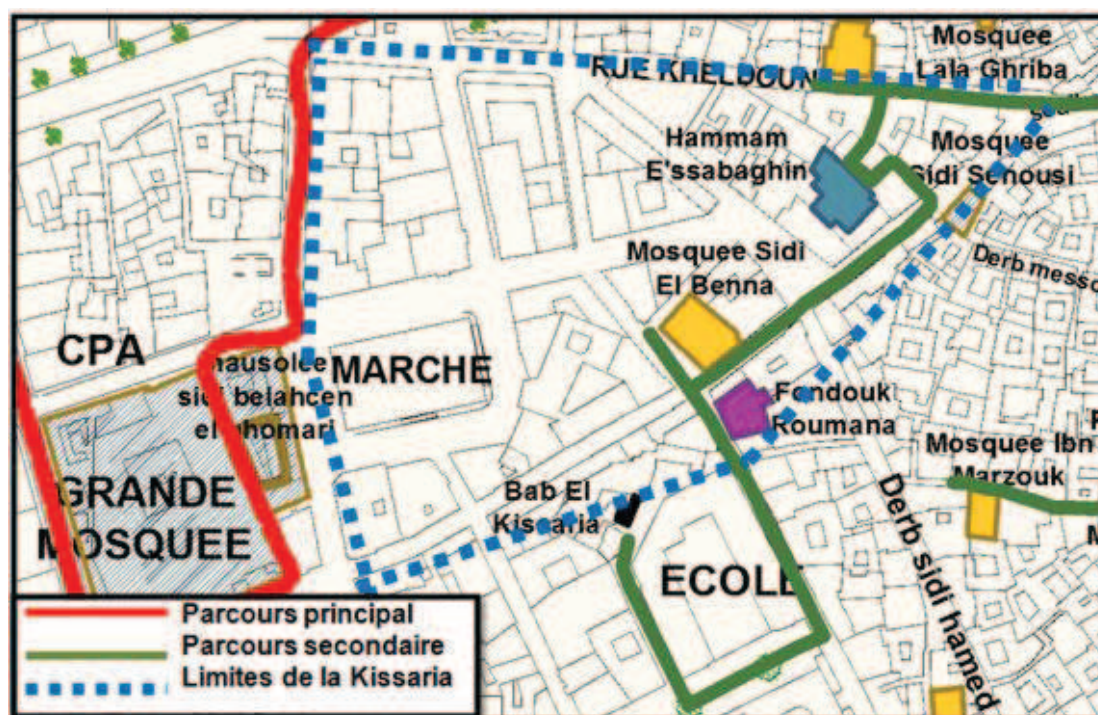 Mosquee
Lala Ghriba
RUE KHELDOUN
Hammam
E'ssabaghin
Mosquee
Sidi Senousi
Mosquee Sidi
El Benna
Derb messo
CPA
MARCHE
mausolee
sidi belahcen
el ghomari
Fondouk
Roumana
Mosquee Ibn
Marzouk
GRANDE
MOSQUEE
Bab El
Kissaria
ECOLE
Derb sidi hamed
Parcours principal
Parcours secondaire
Limites de la Kissaria